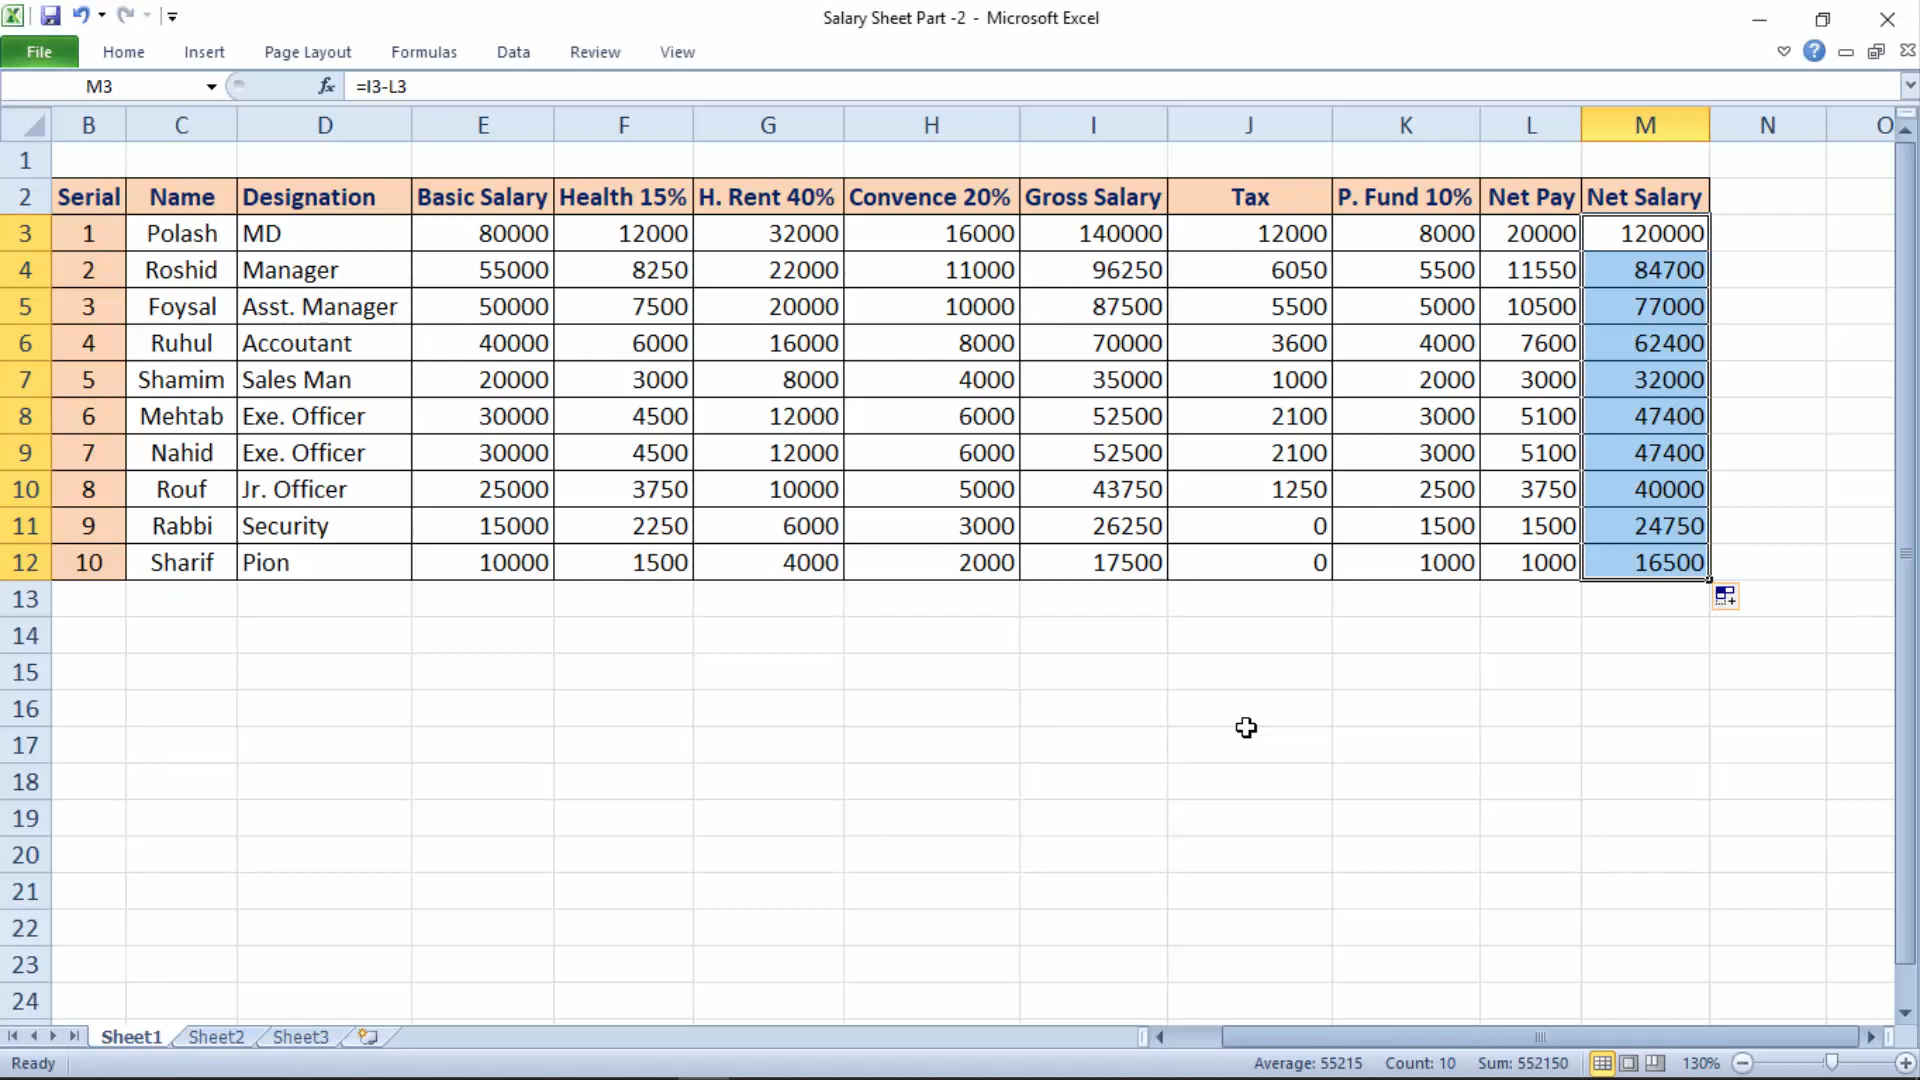 Salary Sheet Part -2 - Microsoft Excel
File Home Insert Page Layout Formulas Data Review View
M3 fx =I3-L3
B C D E F G H I J K L M N O
1
2 Serial Name Designation Basic Salary Health 15% H. Rent 40% Convence 20% Gross Salary Tax P. Fund 10% Net Pay Net Salary
3 1 Polash MD 80000 12000 32000 16000 140000 12000 8000 20000 120000
4 2 Roshid Manager 55000 8250 22000 11000 96250 6050 5500 11550 84700
5 3 Foysal Asst. Manager 50000 7500 20000 10000 87500 5500 5000 10500 77000
6 4 Ruhul Accoutant 40000 6000 16000 8000 70000 3600 4000 7600 62400
7 5 Shamim Sales Man 20000 3000 8000 4000 35000 1000 2000 3000 32000
8 6 Mehtab Exe. Officer 30000 4500 12000 6000 52500 2100 3000 5100 47400
9 7 Nahid Exe. Officer 30000 4500 12000 6000 52500 2100 3000 5100 47400
10 8 Rouf Jr. Officer 25000 3750 10000 5000 43750 1250 2500 3750 40000
11 9 Rabbi Security 15000 2250 6000 3000 26250 0 1500 1500 24750
12 10 Sharif Pion 10000 1500 4000 2000 17500 0 1000 1000 16500
13
14
15
16
17
18
19
20
21
22
23
24
Sheet1 Sheet2 Sheet3
Ready Average: 55215 Count: 10 Sum: 552150 130%